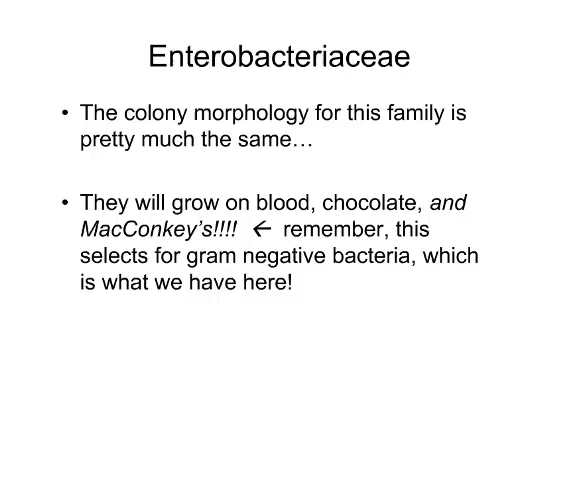 Enterobacteriaceae
• The colony morphology for this family is
pretty much the same…
• They will grow on blood, chocolate, and
MacConkey’s!!!! ← remember, this
selects for gram negative bacteria, which
is what we have here!